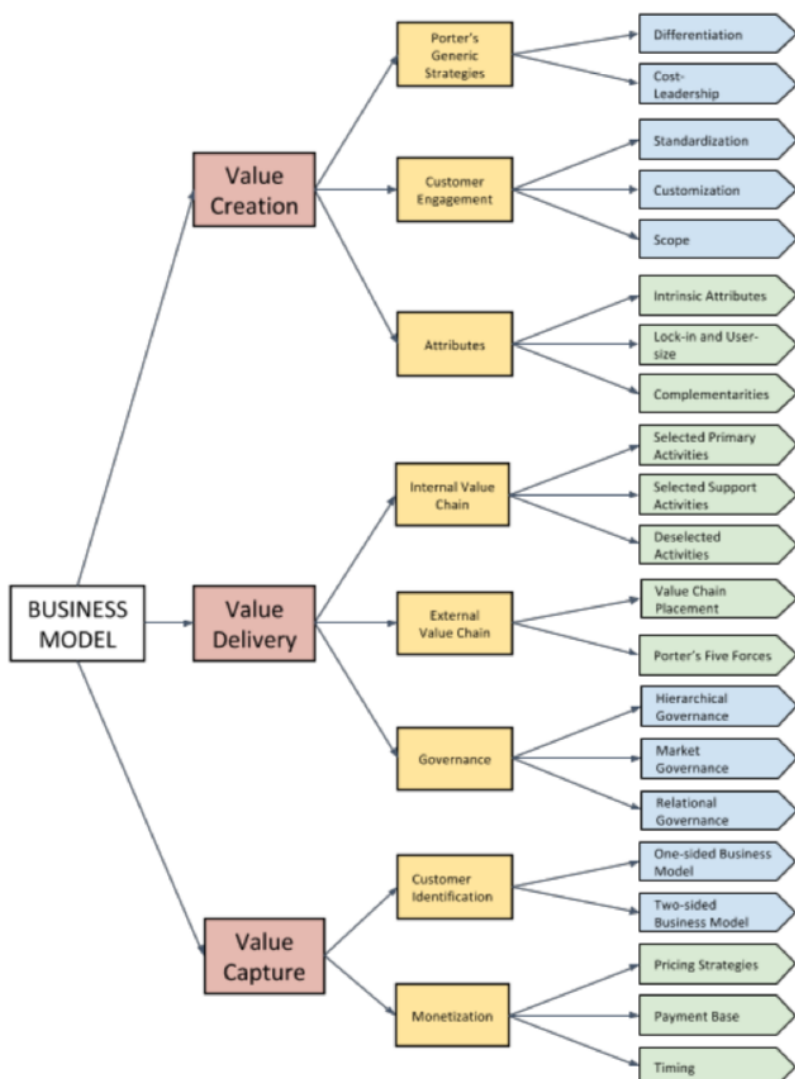 Porter's
Generic
Strategies
Differentiation
Cost-
Leadership
Value
Creation
Customer
Engagement
Standardization
Customization
Scope
Attributes
Intrinsic Attributes
Lock-in and User-
size
Complementarities
BUSINESS
MODEL
Value
Delivery
Internal Value
Chain
Selected Primary
Activities
Selected Support
Activities
Deselected
Activities
External
Value Chain
Value Chain
Placement
Porter's Five Forces
Governance
Hierarchical
Governance
Market
Governance
Relational
Governance
Value
Capture
Customer
Identification
One-sided Business
Model
Two-sided
Business Model
Monetization
Pricing Strategies
Payment Base
Timing